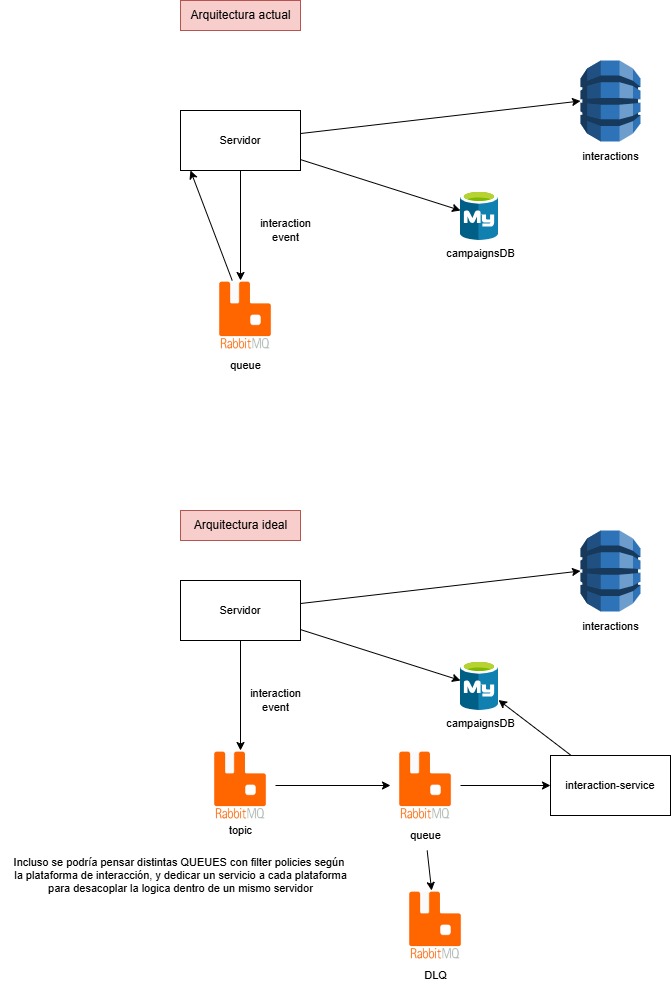 Arquitectura actual
Servidor
interactions
interaction
event
My
campaignsDB
RabbitMQ
queue
Arquitectura ideal
Servidor
interactions
interaction
event
My
campaignsDB
interaction-service
RabbitMQ
topic
RabbitMQ
queue
Incluso se podría pensar distintas QUEUES con filter policies según
la plataforma de interacción, y dedicar un servicio a cada plataforma
para desacoplar la logica dentro de un mismo servidor
RabbitMQ
DLQ